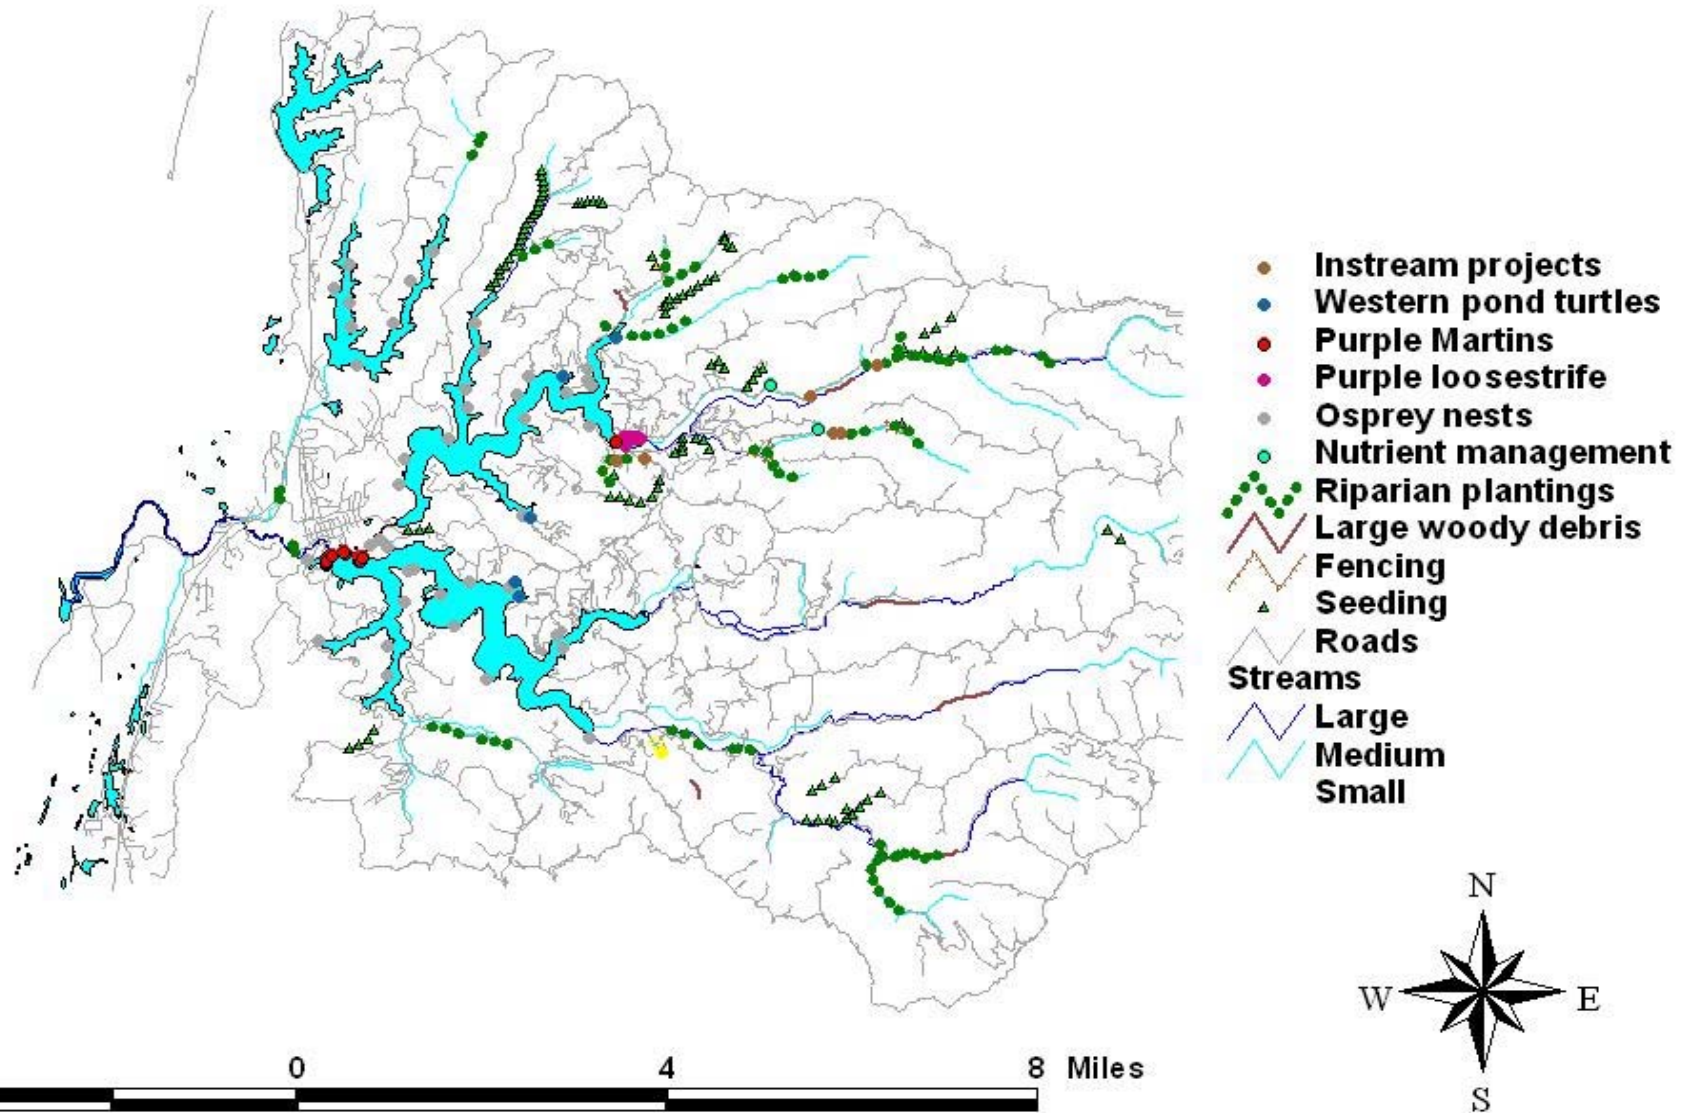 Instream projects
Western pond turtles
Purple Martins
Purple loosestrife
Osprey nests
Nutrient management
Riparian plantings
Large woody debris
Fencing
Seeding
Roads
Streams
Large
Medium
Small
N
W E
S
0 4 8 Miles